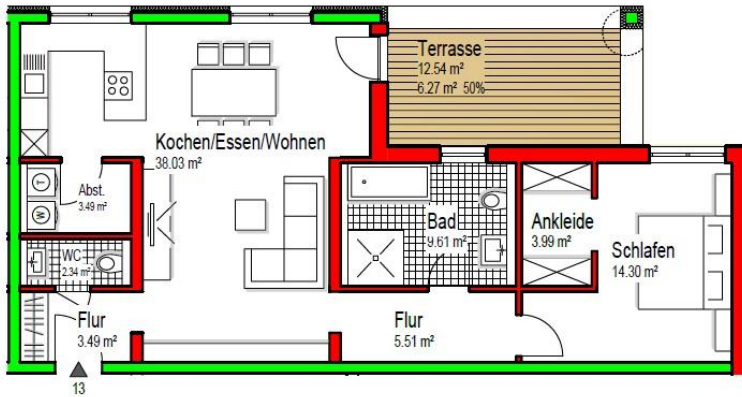 Terrasse
12.54 m²
6.27 m² 50%
Kochen/Essen/Wohnen
38.03 m²
T
Abst.
3.49 m²
W
Bad
9.61 m²
Ankleide
3.99 m²
Schlafen
14.30 m²
WC
2.34 m²
Flur
3.49 m²
Flur
5.51 m²
13